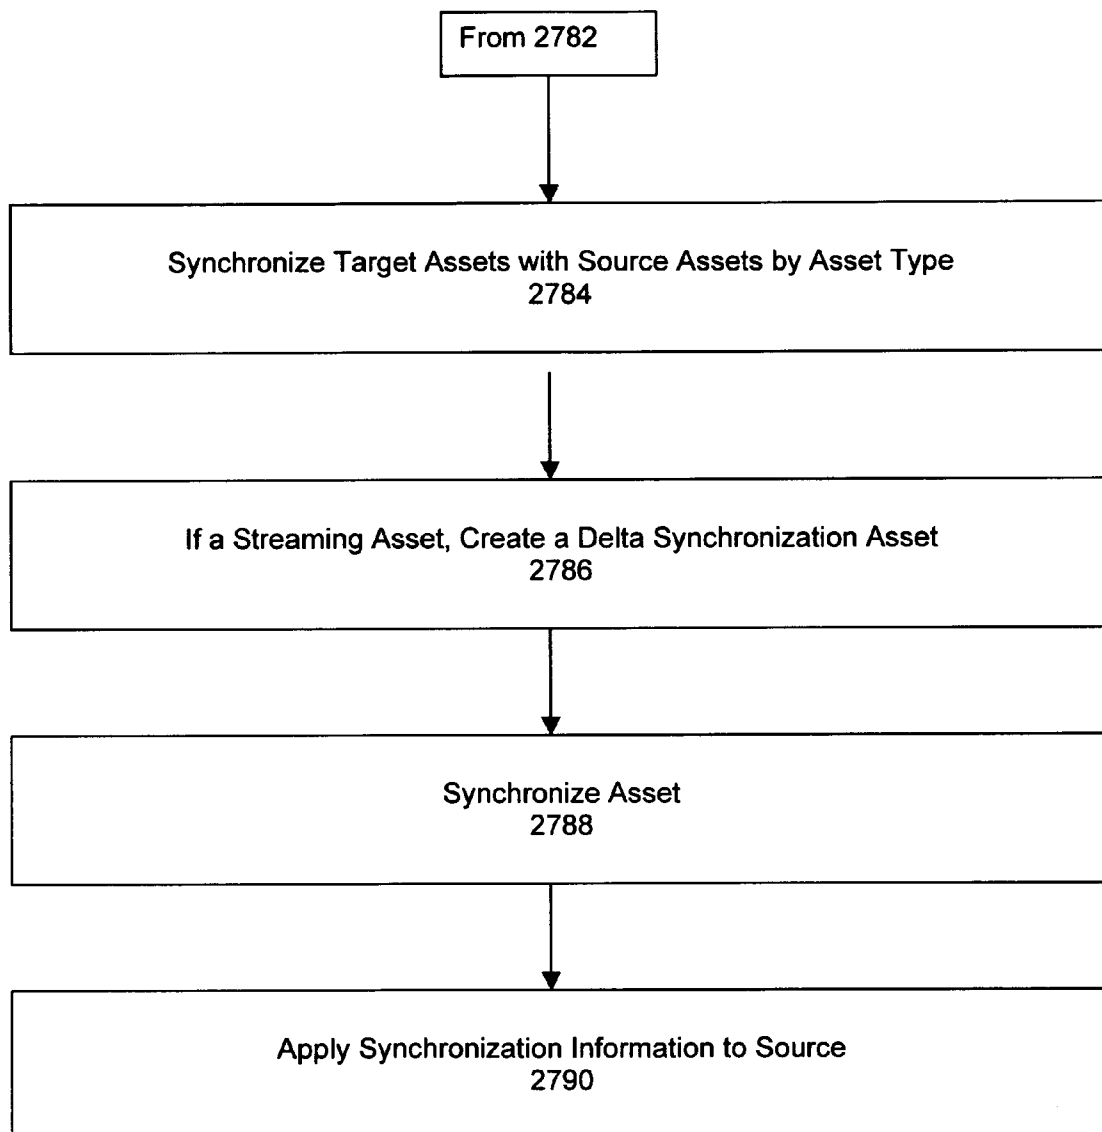 From 2782
Synchronize Target Assets with Source Assets by Asset Type
2784
If a Streaming Asset, Create a Delta Synchronization Asset
2786
Synchronize Asset
2788
Apply Synchronization Information to Source
2790